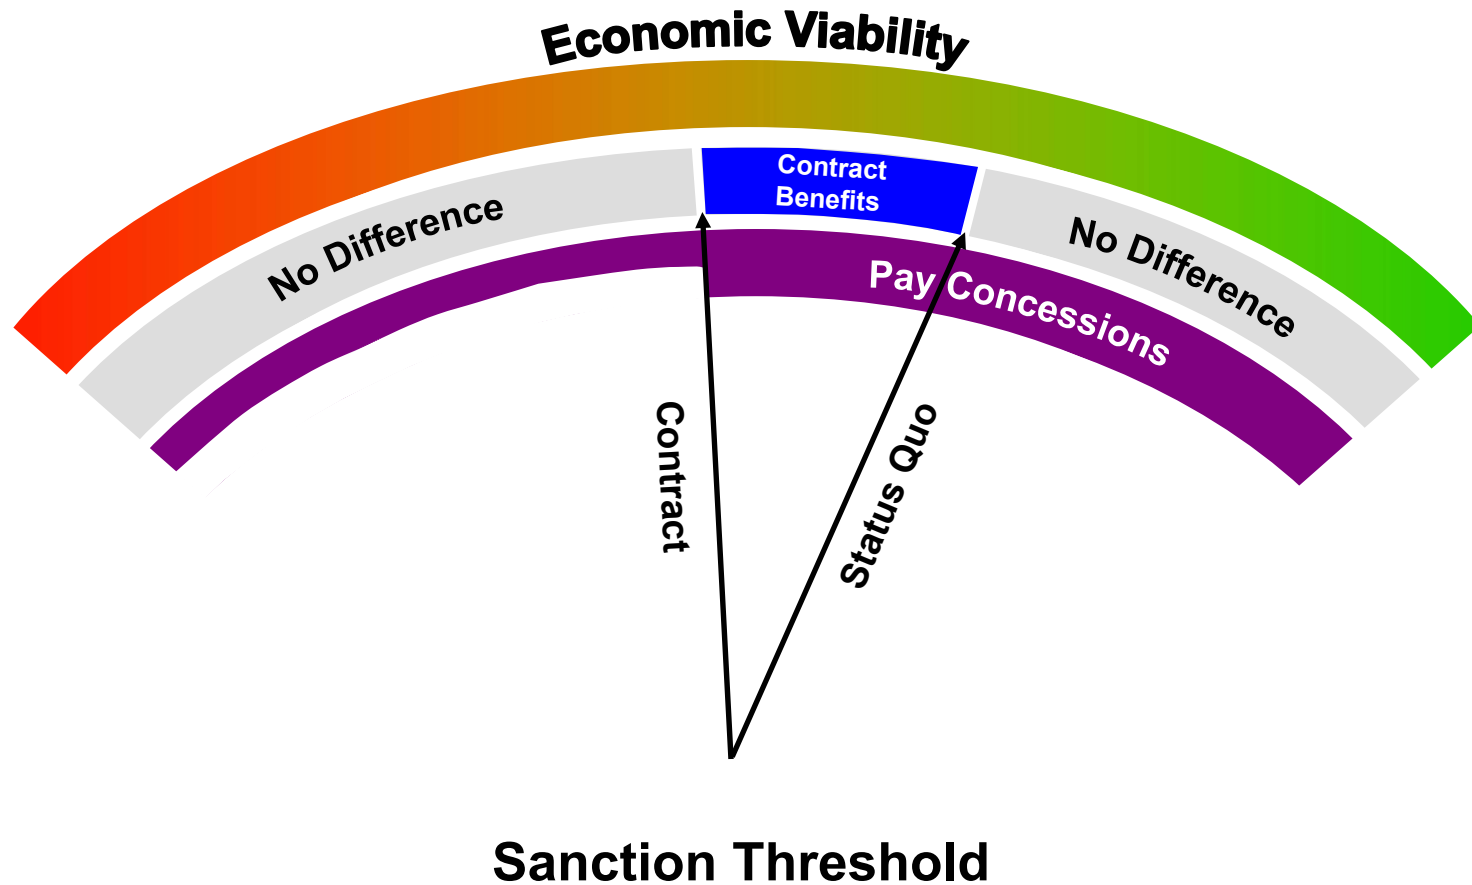 Economic Viability
No Difference
Contract
Benefits
No Difference
Pay Concessions
Contract
Status Quo
Sanction Threshold